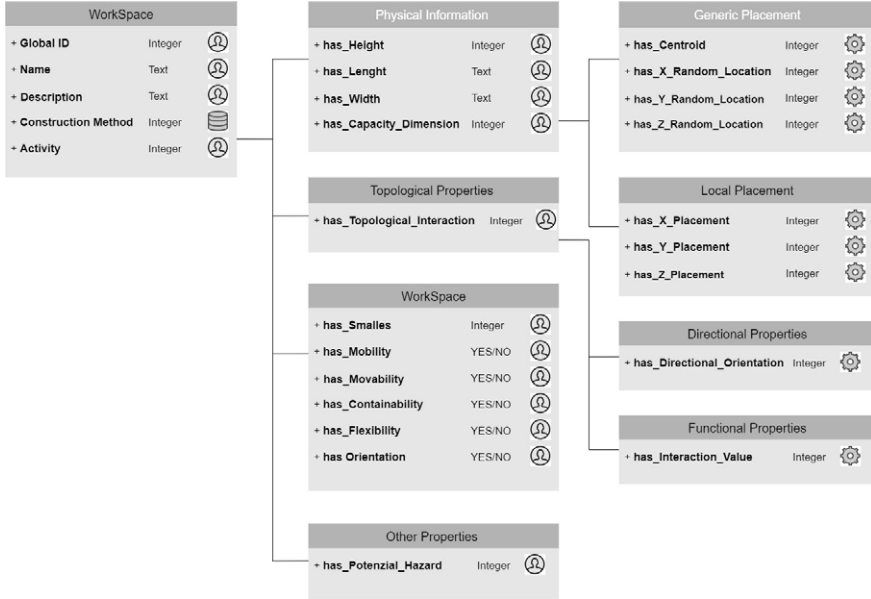 WorkSpace
+ Global ID Integer
+ Name Text
+ Description Text
+ Construction Method Integer
+ Activity Integer
Physical Information
+ has_Height Integer
+ has_Lenght Text
+ has_Width Text
+ has_Capacity_Dimension Integer
Topological Properties
+ has_Topological_Interaction Integer
WorkSpace
+ has_Smalles Integer
+ has_Mobility YES/NO
+ has_Movability YES/NO
+ has_Containability YES/NO
+ has_Flexibility YES/NO
+ has Orientation YES/NO
Other Properties
+ has_Potenzial_Hazard Integer
Generic Placement
+ has_Centroid Integer
+ has_X_Random_Location Integer
+ has_Y_Random_Location Integer
+ has_Z_Random_Location Integer
Local Placement
+ has_X_Placement Integer
+ has_Y_Placement Integer
+ has_Z_Placement Integer
Directional Properties
+ has_Directional_Orientation Integer
Functional Properties
+ has_Interaction_Value Integer